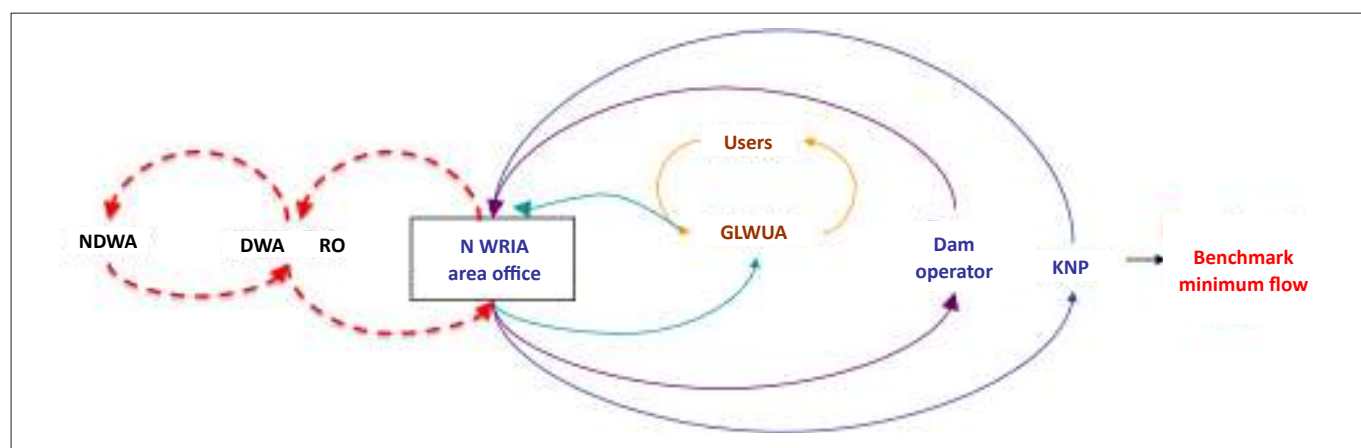 Users
NDWA
DWA RO
N WRIA
area office
GLWUA
Dam
operator
KNP
Benchmark
minimum flow